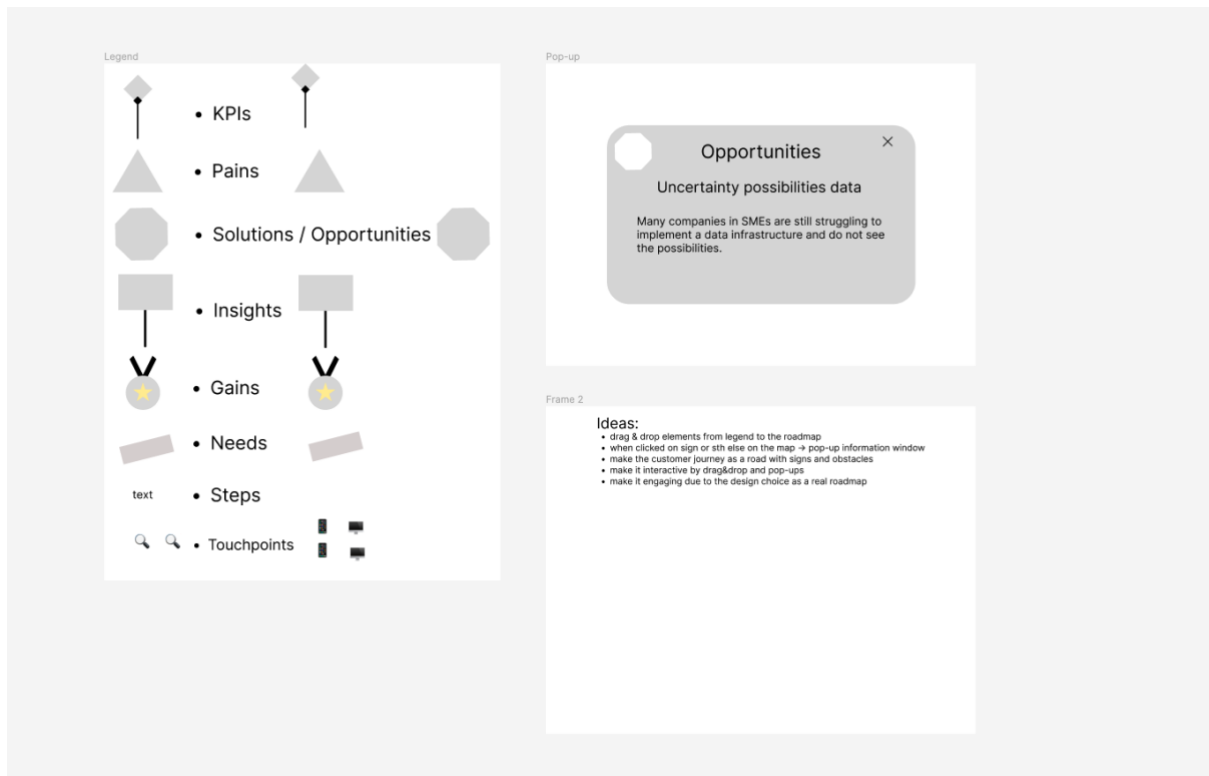 Legend
• KPIs
• Pains
• Solutions / Opportunities
• Insights
• Gains
• Needs
text
• Steps
• Touchpoints
Pop-up
Opportunities
Uncertainty possibilities data
Many companies in SMEs are still struggling to
implement a data infrastructure and do not see
the possibilities.
Frame 2
Ideas:
• drag & drop elements from legend to the roadmap
• when clicked on sign or sth else on the map → pop-up information window
• make the customer journey as a road with signs and obstacles
• make it interactive by drag&drop and pop-ups
• make it engaging due to the design choice as a real roadmap